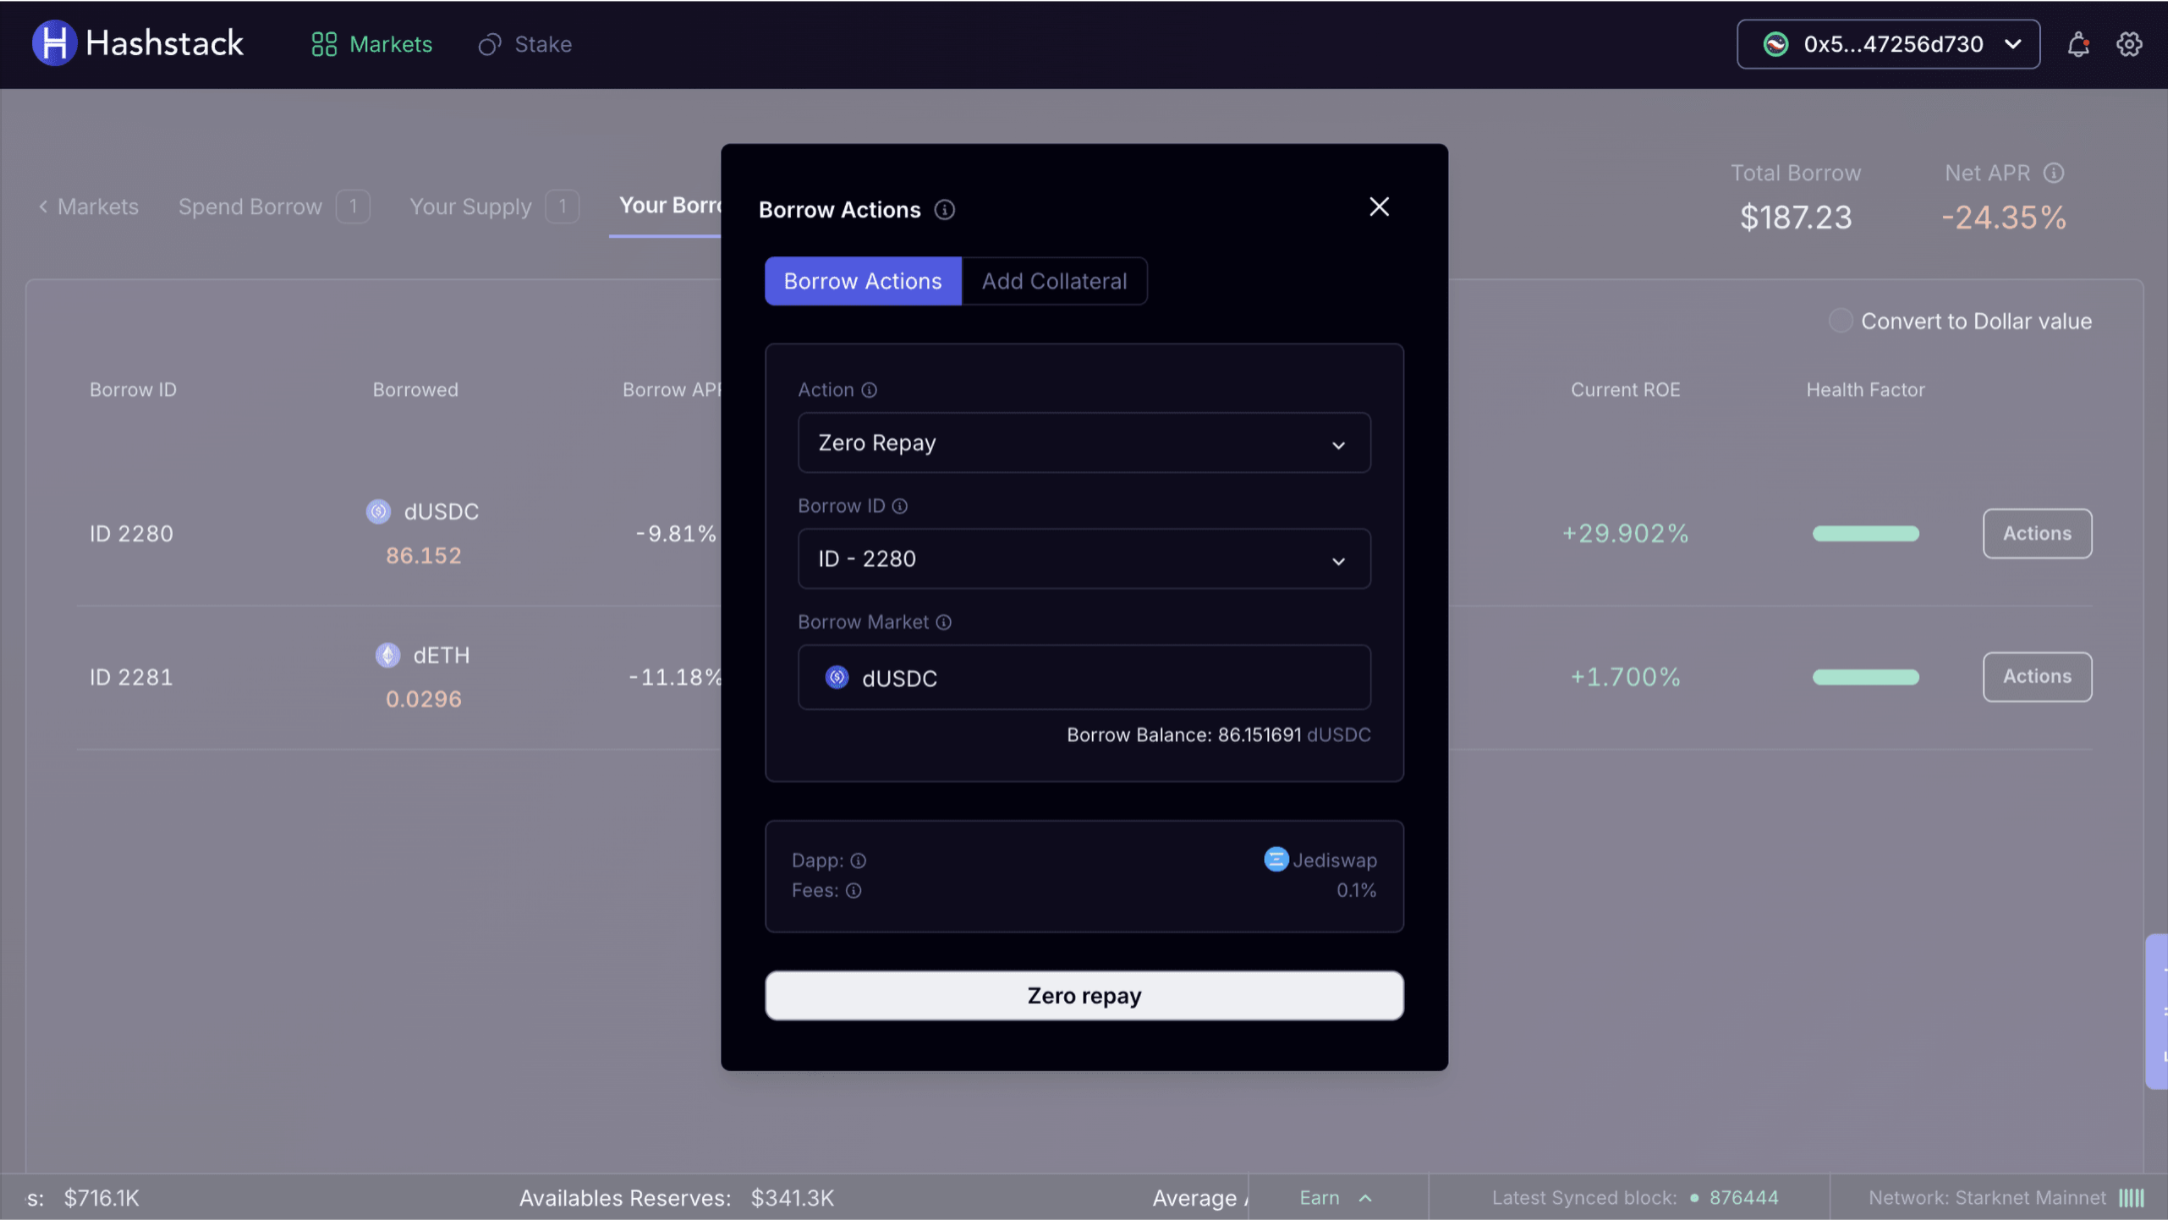 Hashstack
Markets
Stake
0x5...47256d730
Markets
Spend Borrow 1
Your Supply 1
Your Borro
Total Borrow
$187.23
Net APR
-24.35%
Convert to Dollar value
Borrow ID
Borrowed
Borrow APR
Current ROE
Health Factor
ID 2280
dUSDC
86.152
-9.81%
+29.902%
Actions
ID 2281
dETH
0.0296
-11.18%
+1.700%
Actions
Borrow Actions
Borrow Actions
Add Collateral
Action
Zero Repay
Borrow ID
ID - 2280
Borrow Market
dUSDC
Borrow Balance: 86.151691 dUSDC
Dapp:
Jediswap
Fees:
0.1%
Zero repay
s: $716.1K
Availables Reserves: $341.3K
Average
Earn
Latest Synced block: 876444
Network: Starknet Mainnet